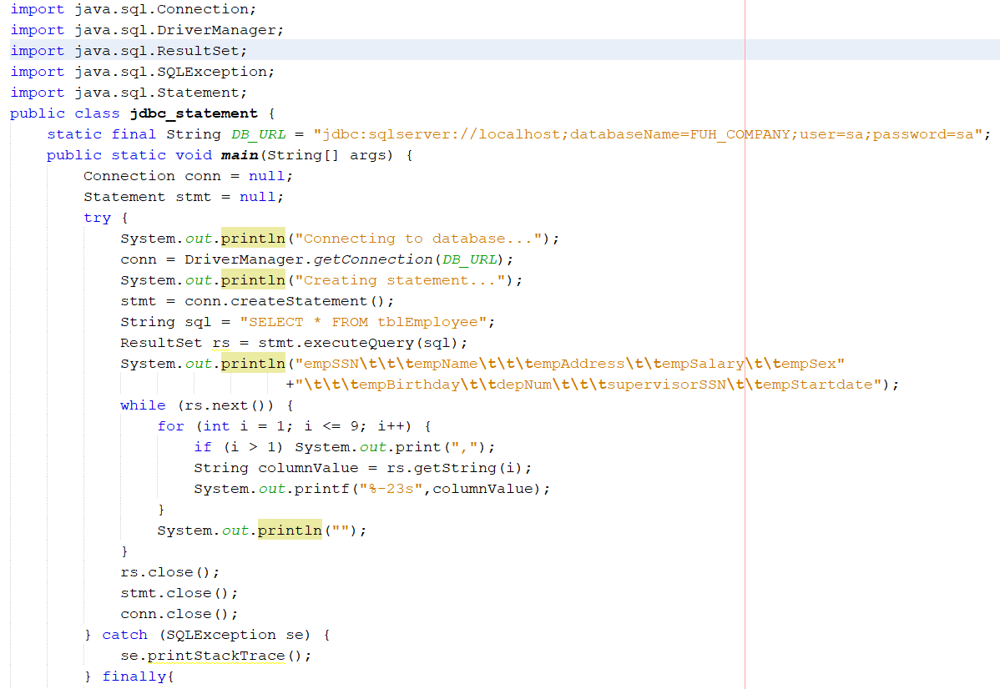 import java.sql.Connection;
import java.sql.DriverManager;
import java.sql.ResultSet;
import java.sql.SQLException;
import java.sql.Statement;
public class jdbc_statement {
    static final String DB_URL = "jdbc:sqlserver://localhost;databaseName=FUH_COMPANY;user=sa;password=sa";
    public static void main(String[] args) {
        Connection conn = null;
        Statement stmt = null;
        try {
            System.out.println("Connecting to database...");
            conn = DriverManager.getConnection(DB_URL);
            System.out.println("Creating statement...");
            stmt = conn.createStatement();
            String sql = "SELECT * FROM tblEmployee";
            ResultSet rs = stmt.executeQuery(sql);
            System.out.println("empSSN\t\t\tempName\t\t\tempAddress\t\tempSalary\t\tempSex"
                              +"\t\t\tempBirthday\t\tdepNum\t\t\tsupervisorSSN\t\tempStartdate");
            while (rs.next()) {
                for (int i = 1; i <= 9; i++) {
                    if (i > 1) System.out.print(",");
                    String columnValue = rs.getString(i);
                    System.out.printf("%-23s",columnValue);
                }
                System.out.println("");
            }
            rs.close();
            stmt.close();
            conn.close();
        } catch (SQLException se) {
            se.printStackTrace();
        } finally{